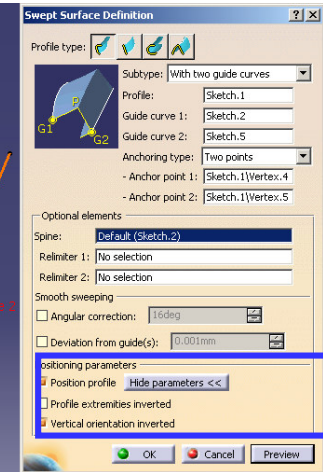 Swept Surface Definition
Profile type:
Subtype: With two guide curves
Profile: Sketch.1
Guide curve 1: Sketch.2
Guide curve 2: Sketch.5
Anchoring type: Two points
- Anchor point 1: Sketch.1\Vertex.4
- Anchor point 2: Sketch.1\Vertex.5
P
G1
G2
Optional elements
Spine: Default (Sketch.2)
Relimiter 1: No selection
Relimiter 2: No selection
Smooth sweeping
Angular correction: 16deg
2
Deviation from guide(s): 0.001mm
Positioning parameters
Position profile Hide parameters <<
Profile extremities inverted
Vertical orientation inverted
OK Cancel Preview